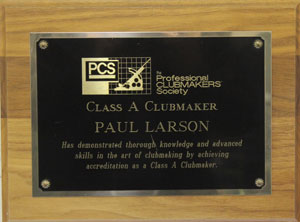 PCS
THE
Professional
CLUBMAKERS'
Society
CLASS A CLUBMAKER
PAUL LARSON
Has demonstrated thorough knowledge and advanced
skills in the art of clubmaking by achieving
accreditation as a Class A Clubmaker.